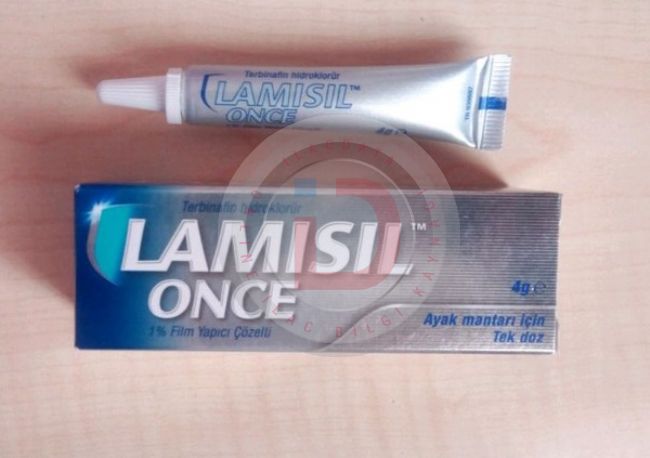 Terbinafin hidroklorür
LAMISIL™
ONCE
4g e
Terbinafin hidroklorür
LAMISIL™
ONCE
1% Film Yapıcı Çözelti
4g e
Ayak mantarı için
Tek doz